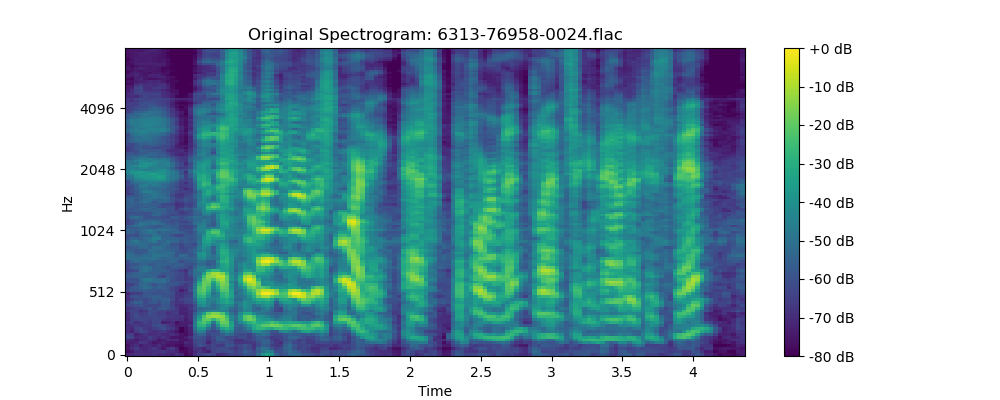 Original Spectrogram: 6313-76958-0024.flac
Hz
4096
2048
1024
512
0
0
0.5
1
1.5
2
2.5
3
3.5
4
Time
+0 dB
-10 dB
-20 dB
-30 dB
-40 dB
-50 dB
-60 dB
-70 dB
-80 dB